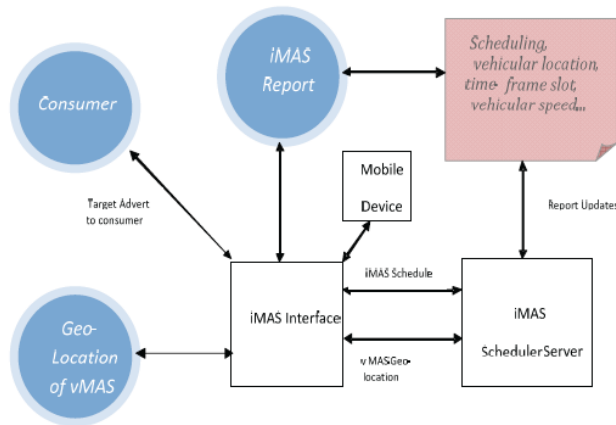 Consumer
iMAS
Report
Scheduling,
vehicular location,
time- frame slot,
vehicular speed...
Mobile
Device
Target Advert
to consumer
Report Updates
iMAS Schedule
iMAS Interface
iMAS
SchedulerServer
Geo-
Location
of vMAS
v MASGeo-
location